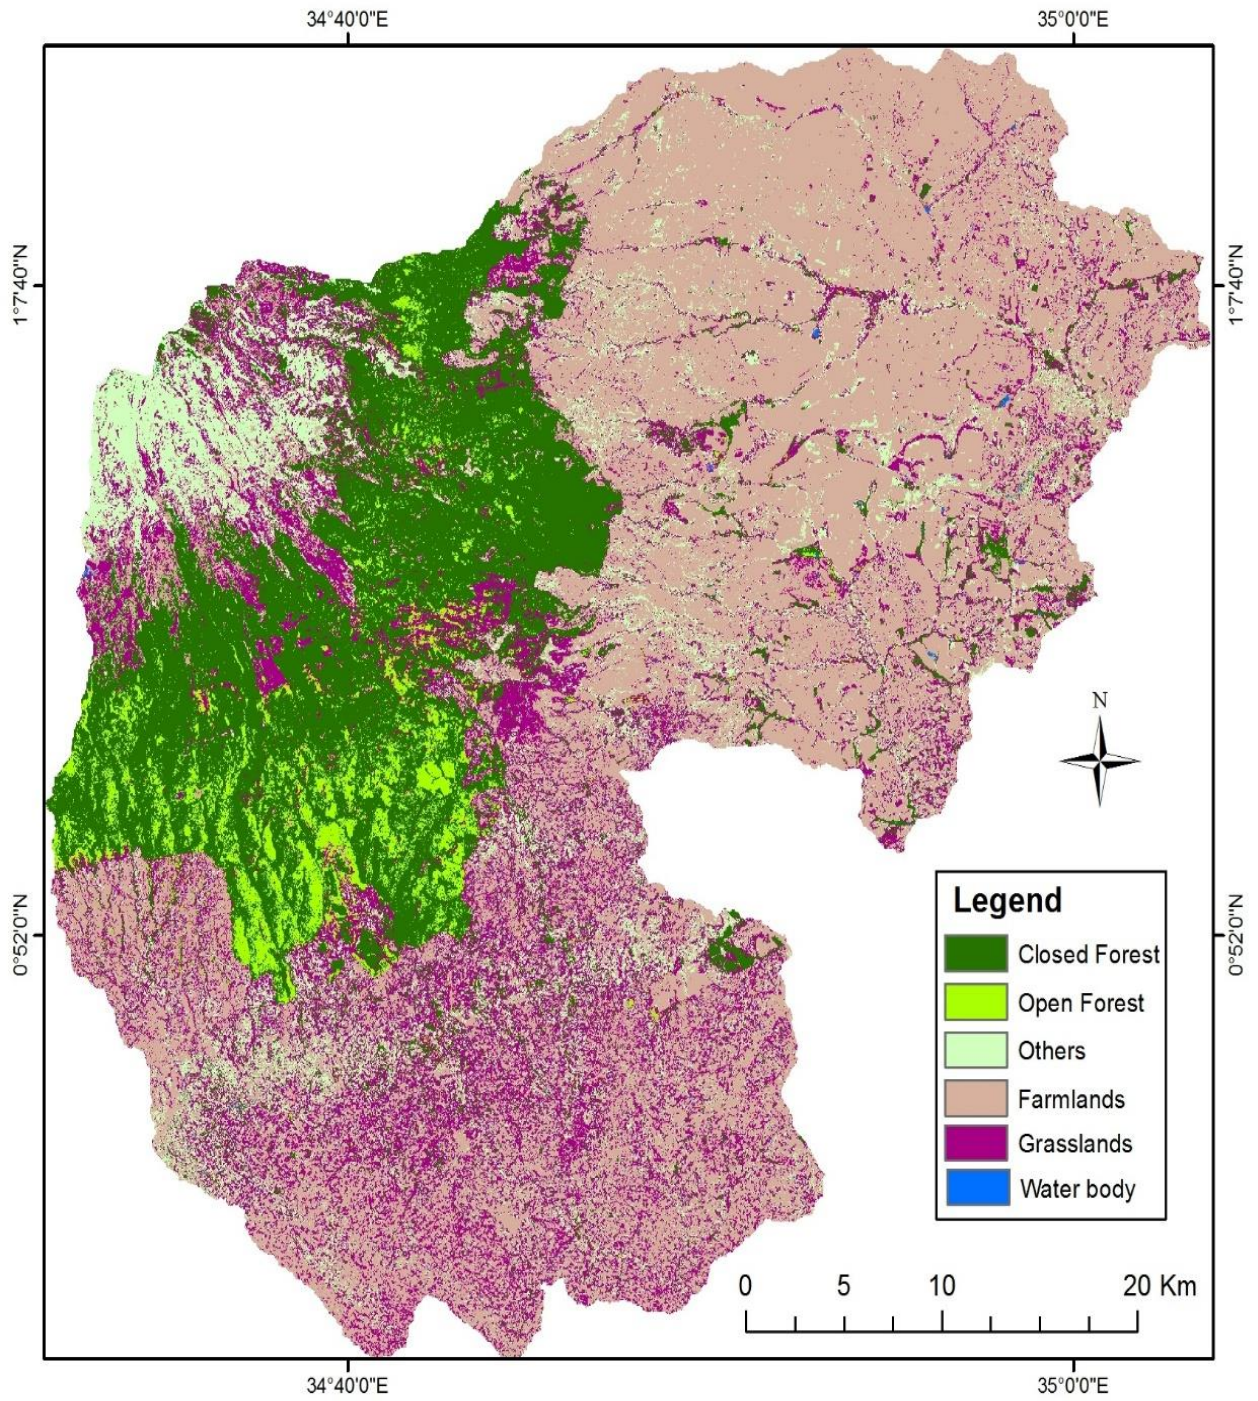 34°40'0"E 35°0'0"E
1°7'40"N 1°7'40"N
N
Legend
Closed Forest
Open Forest
Others
Farmlands
Grasslands
Water body
0°52'0"N 0°52'0"N
0 5 10 20 Km
34°40'0"E 35°0'0"E